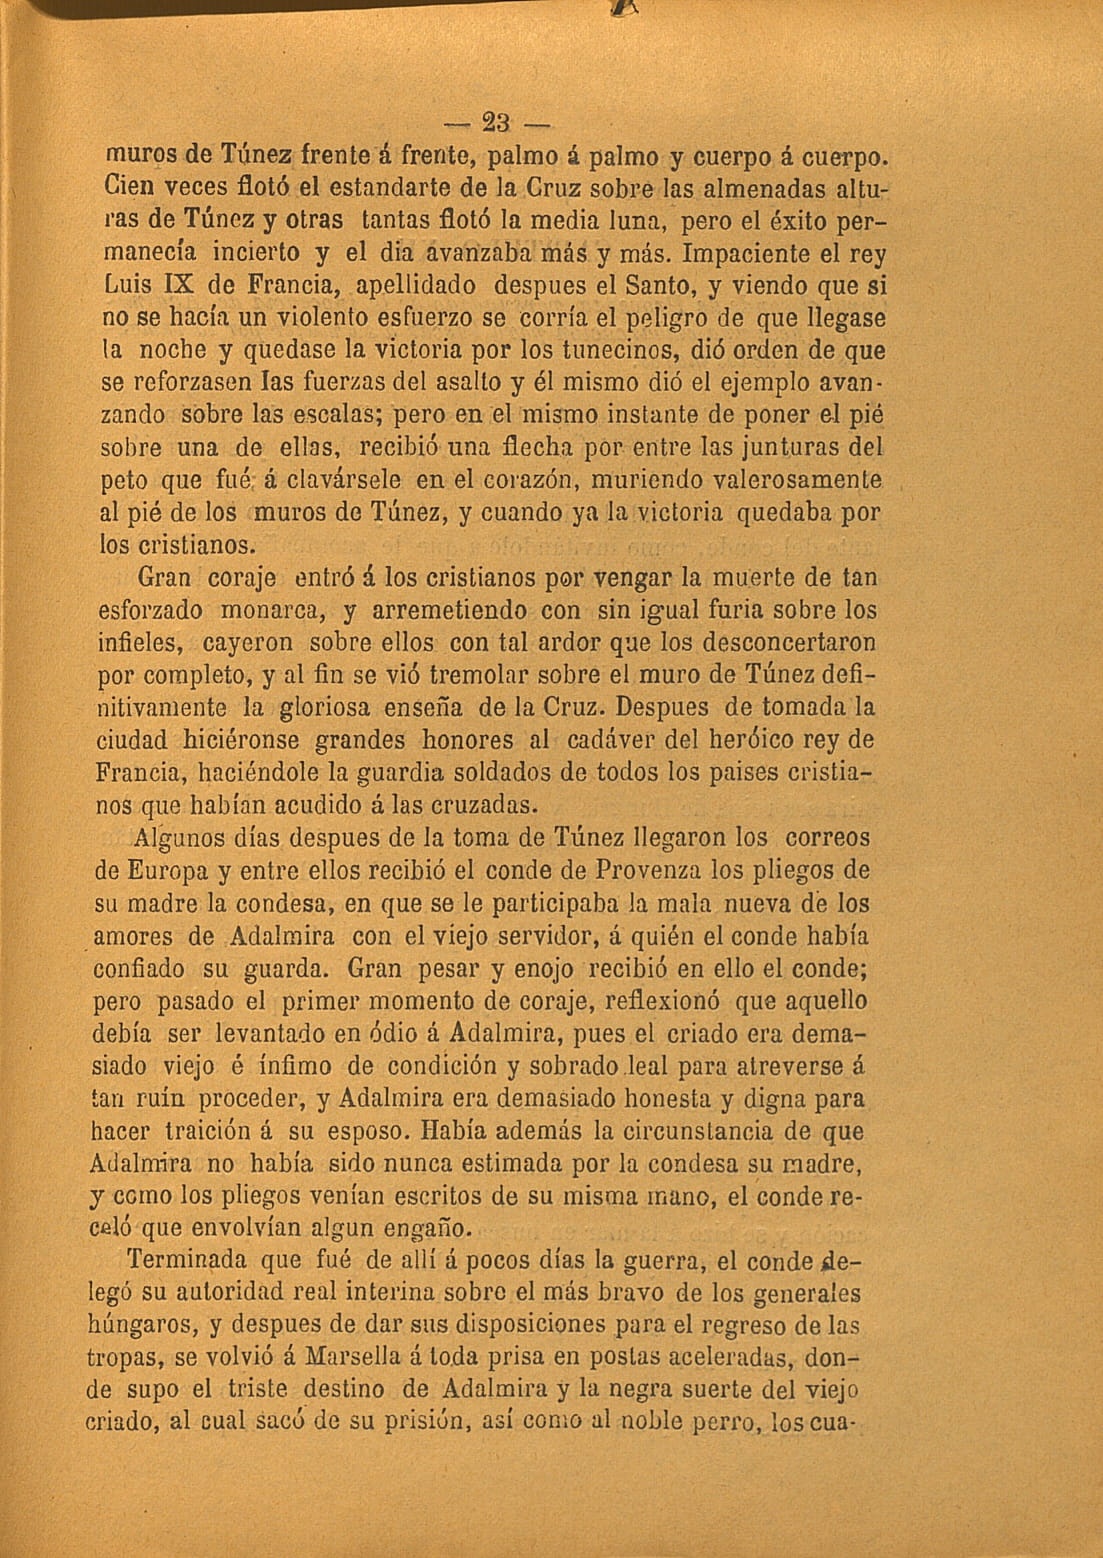 — 23 —
muros de Túnez frente á frente, palmo á palmo y cuerpo á cuerpo.
Cien veces flotó el estandarte de la Cruz sobre las almenadas altu-
ras de Túnez y otras tantas flotó la media luna, pero el éxito per-
manecía incierto y el dia avanzaba más y más. Impaciente el rey
Luis IX de Francia, apellidado despues el Santo, y viendo que si
no se hacía un violento esfuerzo se corría el peligro de que llegase
la noche y quedase la victoria por los tunecinos, dió orden de que
se reforzasen las fuerzas del asalto y él mismo dió el ejemplo avan-
zando sobre las escalas; pero en el mismo instante de poner el pié
sobre una de ellas, recibió una flecha por entre las junturas del
peto que fué á clavársele en el corazón, muriendo valerosamente
al pié de los muros de Túnez, y cuando ya la victoria quedaba por
los cristianos.
Gran coraje entró á los cristianos por vengar la muerte de tan
esforzado monarca, y arremetiendo con sin igual furia sobre los
infieles, cayeron sobre ellos con tal ardor que los desconcertaron
por completo, y al fin se vió tremolar sobre el muro de Túnez defi-
nitivamente la gloriosa enseña de la Cruz. Despues de tomada la
ciudad hiciéronse grandes honores al cadáver del heróico rey de
Francia, haciéndole la guardia soldados de todos los paises cristia-
nos que habían acudido á las cruzadas.
Algunos días despues de la toma de Túnez llegaron los correos
de Europa y entre ellos recibió el conde de Provenza los pliegos de
su madre la condesa, en que se le participaba la mala nueva de los
amores de Adalmira con el viejo servidor, á quién el conde había
confiado su guarda. Gran pesar y enojo recibió en ello el conde;
pero pasado el primer momento de coraje, reflexionó que aquello
debía ser levantado en ódio á Adalmira, pues el criado era dema-
siado viejo é ínfimo de condición y sobrado leal para atreverse á
tan ruín proceder, y Adalmira era demasiado honesta y digna para
hacer traición á su esposo. Había además la circunstancia de que
Adalmira no había sido nunca estimada por la condesa su madre,
y como los pliegos venían escritos de su misma mano, el conde re-
celó que envolvían algun engaño.
Terminada que fué de allí á pocos días la guerra, el conde de-
legó su autoridad real interina sobre el más bravo de los generales
húngaros, y despues de dar sus disposiciones para el regreso de las
tropas, se volvió á Marsella á toda prisa en postas aceleradas, don-
de supo el triste destino de Adalmira y la negra suerte del viejo
criado, al cual sacó de su prisión, así como al noble perro, los cua-